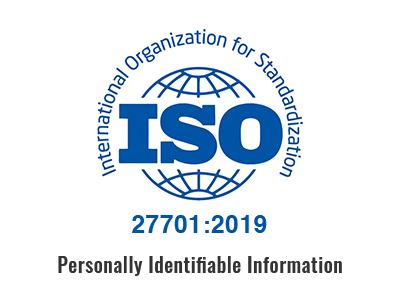 International Organization for Standardization
ISO
27701:2019
Personally Identifiable Information